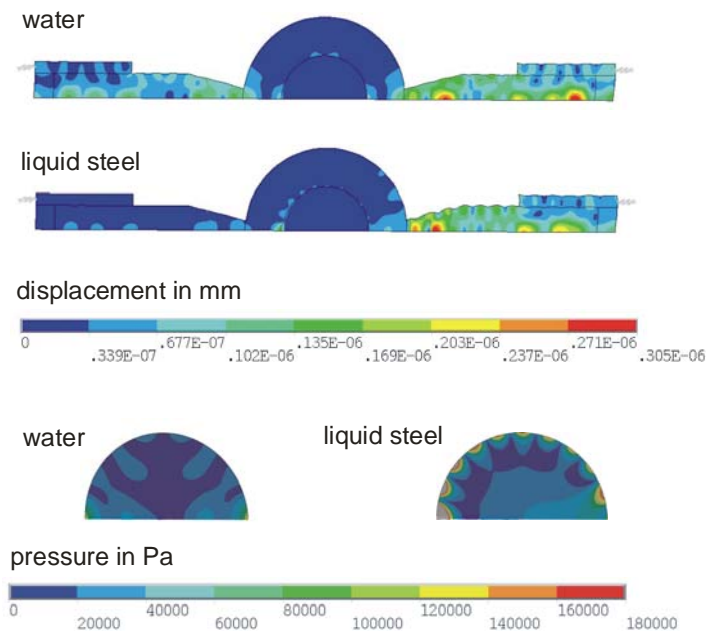 water
liquid steel
displacement in mm
0 .677E-07 .135E-06 .203E-06 .271E-06
.339E-07 .102E-06 .169E-06 .237E-06 .305E-06
water liquid steel
pressure in Pa
0 40000 80000 120000 160000
20000 60000 100000 140000 180000